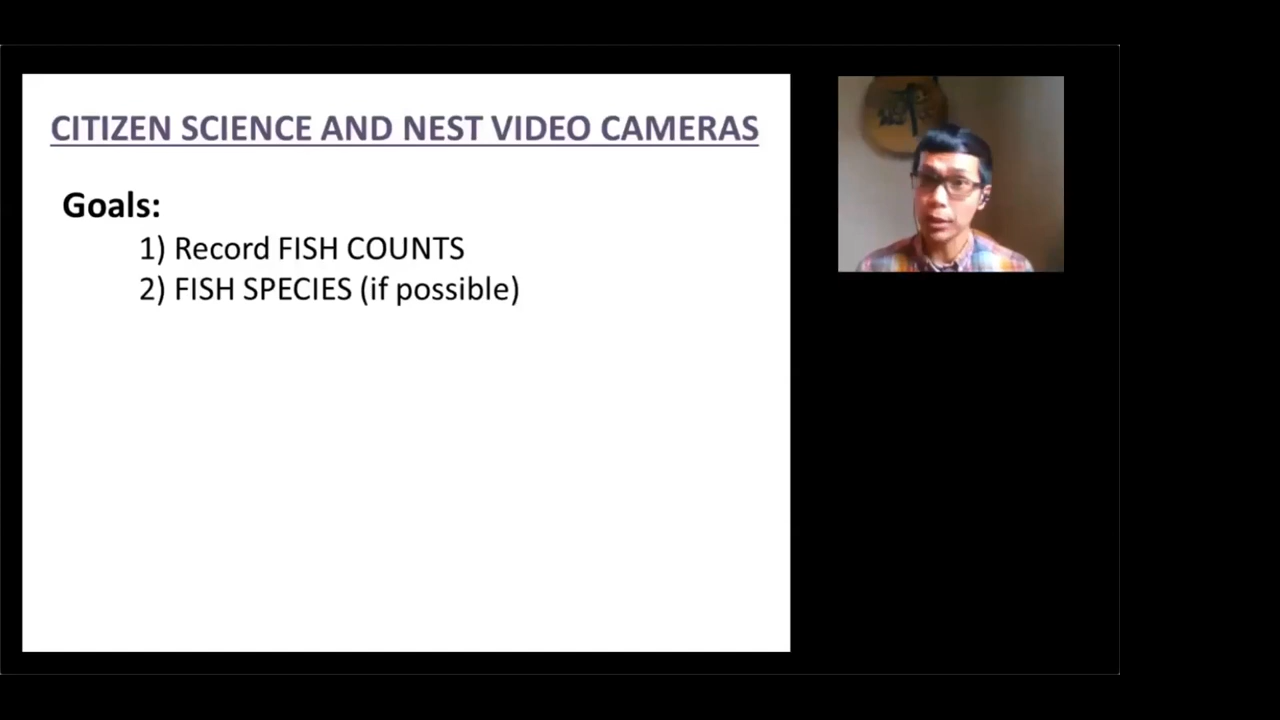 CITIZEN SCIENCE AND NEST VIDEO CAMERAS
Goals:
1) Record FISH COUNTS
2) FISH SPECIES (if possible)